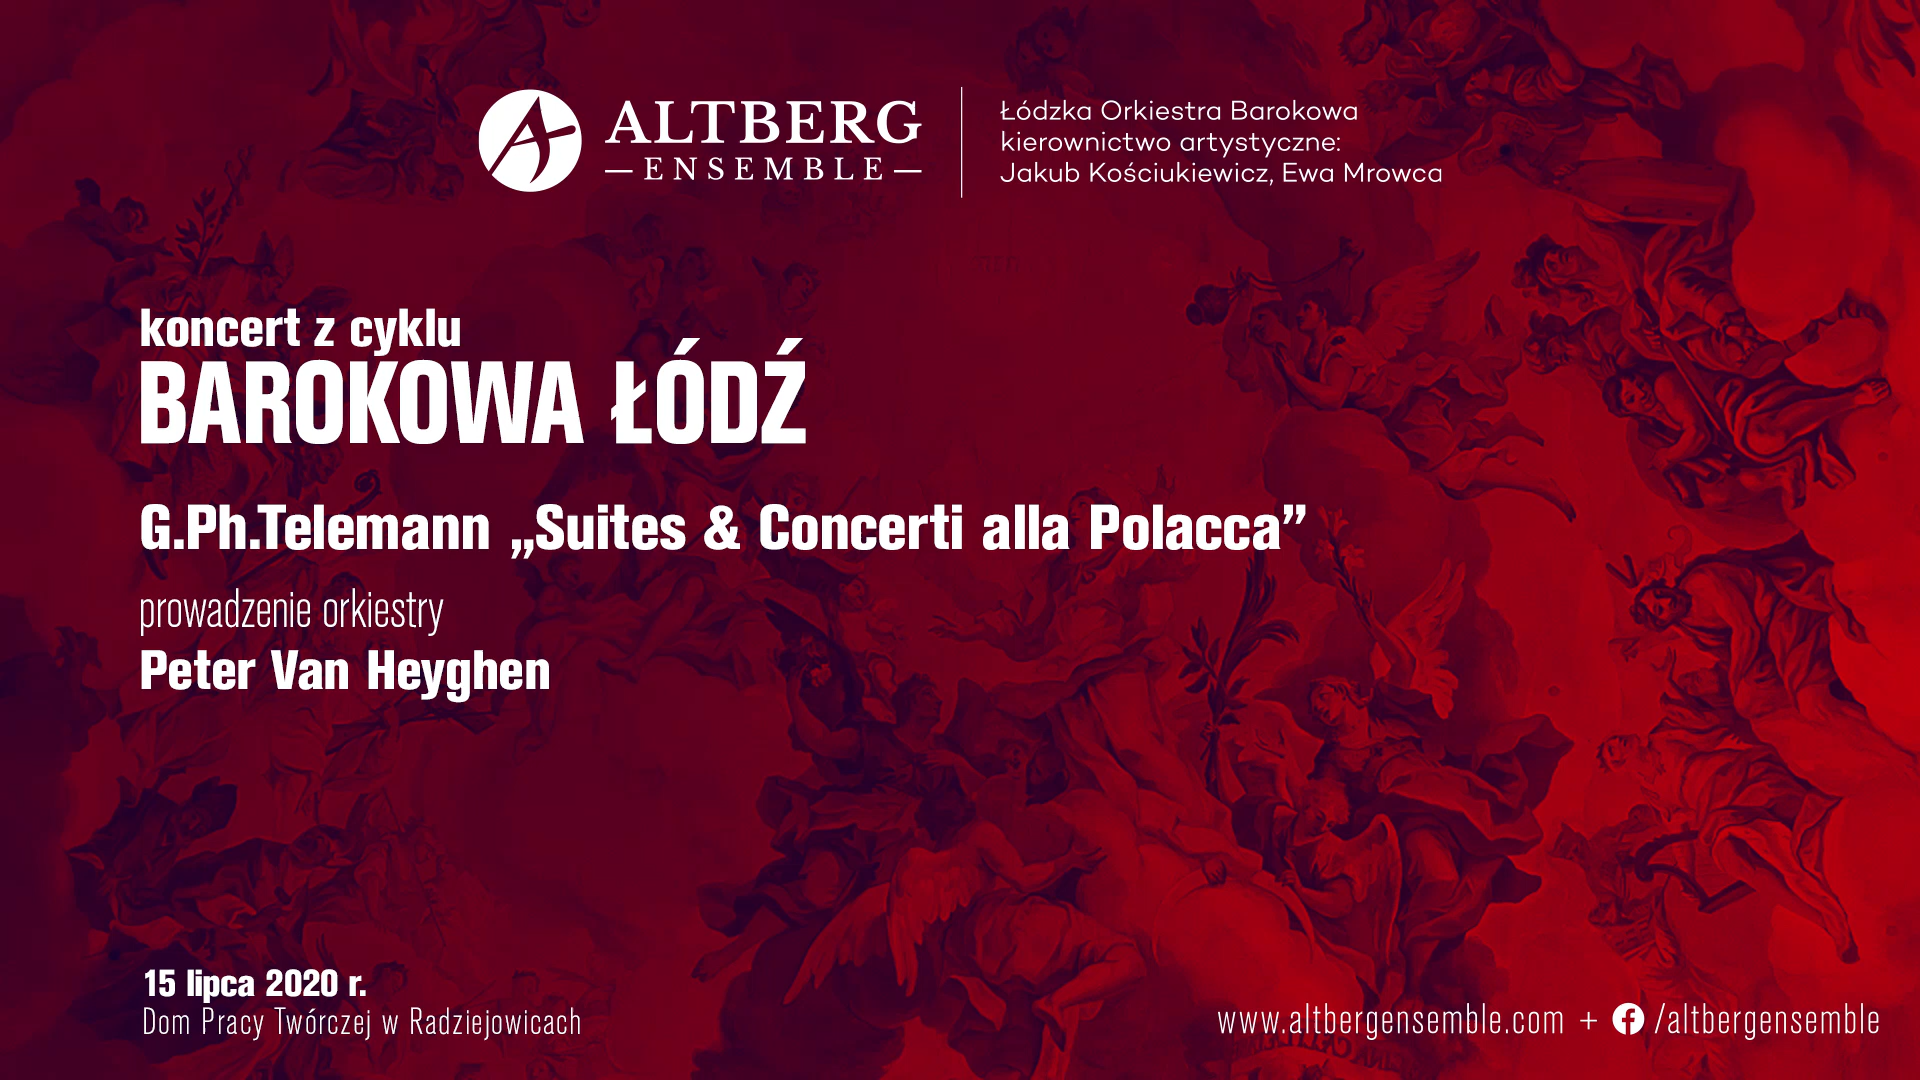 ALTBERG
ENSEMBLE
Łódzka Orkiestra Barokowa
kierownictwo artystyczne:
Jakub Kościukiewicz, Ewa Mrowca
koncert z cyklu
BAROKOWA ŁÓDŹ
G.Ph.Telemann „Suites & Concerti alla Polacca”
prowadzenie orkiestry
Peter Van Heyghen
15 lipca 2020 r.
Dom Pracy Twórczej w Radziejowicach
www.altbergensemble.com + /altbergensemble